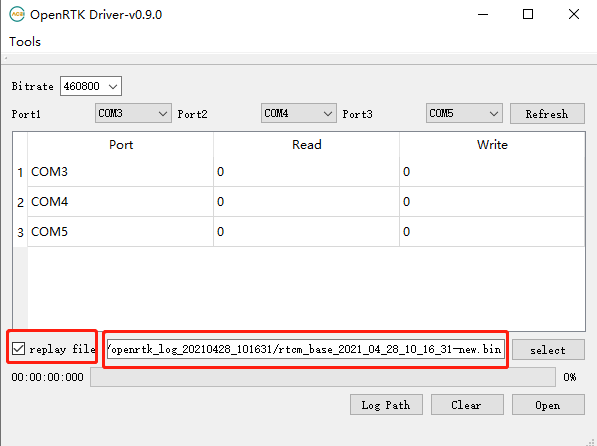 OpenRTK Driver-v0.9.0
Tools
Bitrate 460800
Port1 COM3 Port2 COM4 Port3 COM5 Refresh
Port Read Write
1 COM3 0 0
2 COM4 0 0
3 COM5 0 0
replay file /openrtk_log_20210428_101631/rtcm_base_2021_04_28_10_16_31-new.bin select
00:00:00:000 0%
Log Path Clear Open